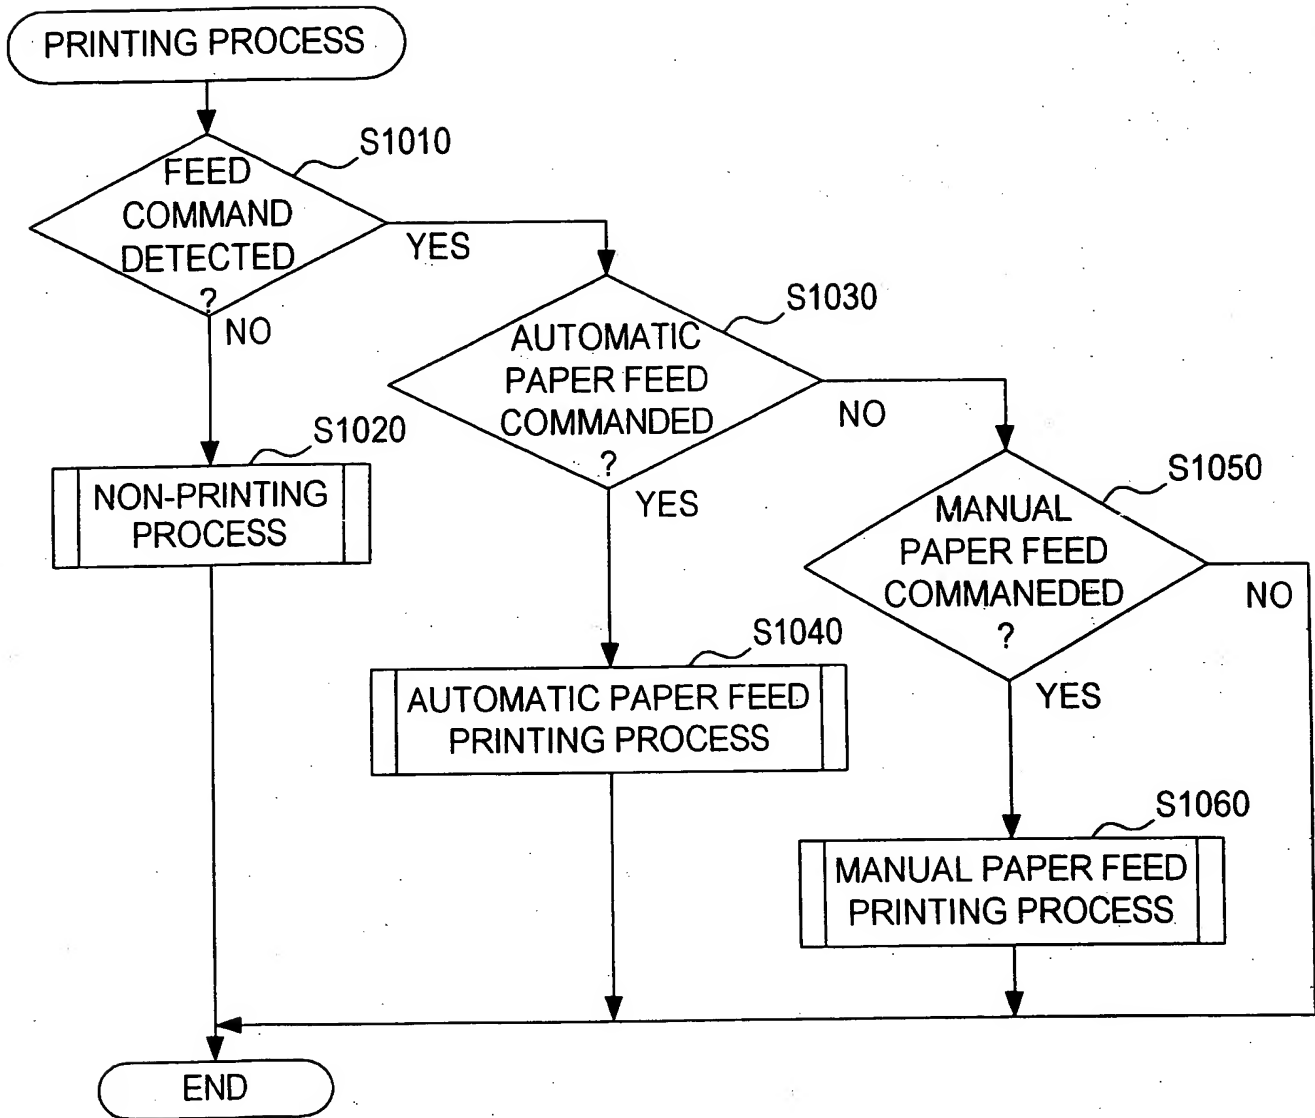 PRINTING PROCESS
S1010
FEED
COMMAND
DETECTED
?
YES
NO
S1030
AUTOMATIC
PAPER FEED
COMMANDED
?
NO
YES
S1020
NON-PRINTING
PROCESS
S1050
MANUAL
PAPER FEED
COMMANEDED
?
NO
YES
S1040
AUTOMATIC PAPER FEED
PRINTING PROCESS
S1060
MANUAL PAPER FEED
PRINTING PROCESS
END